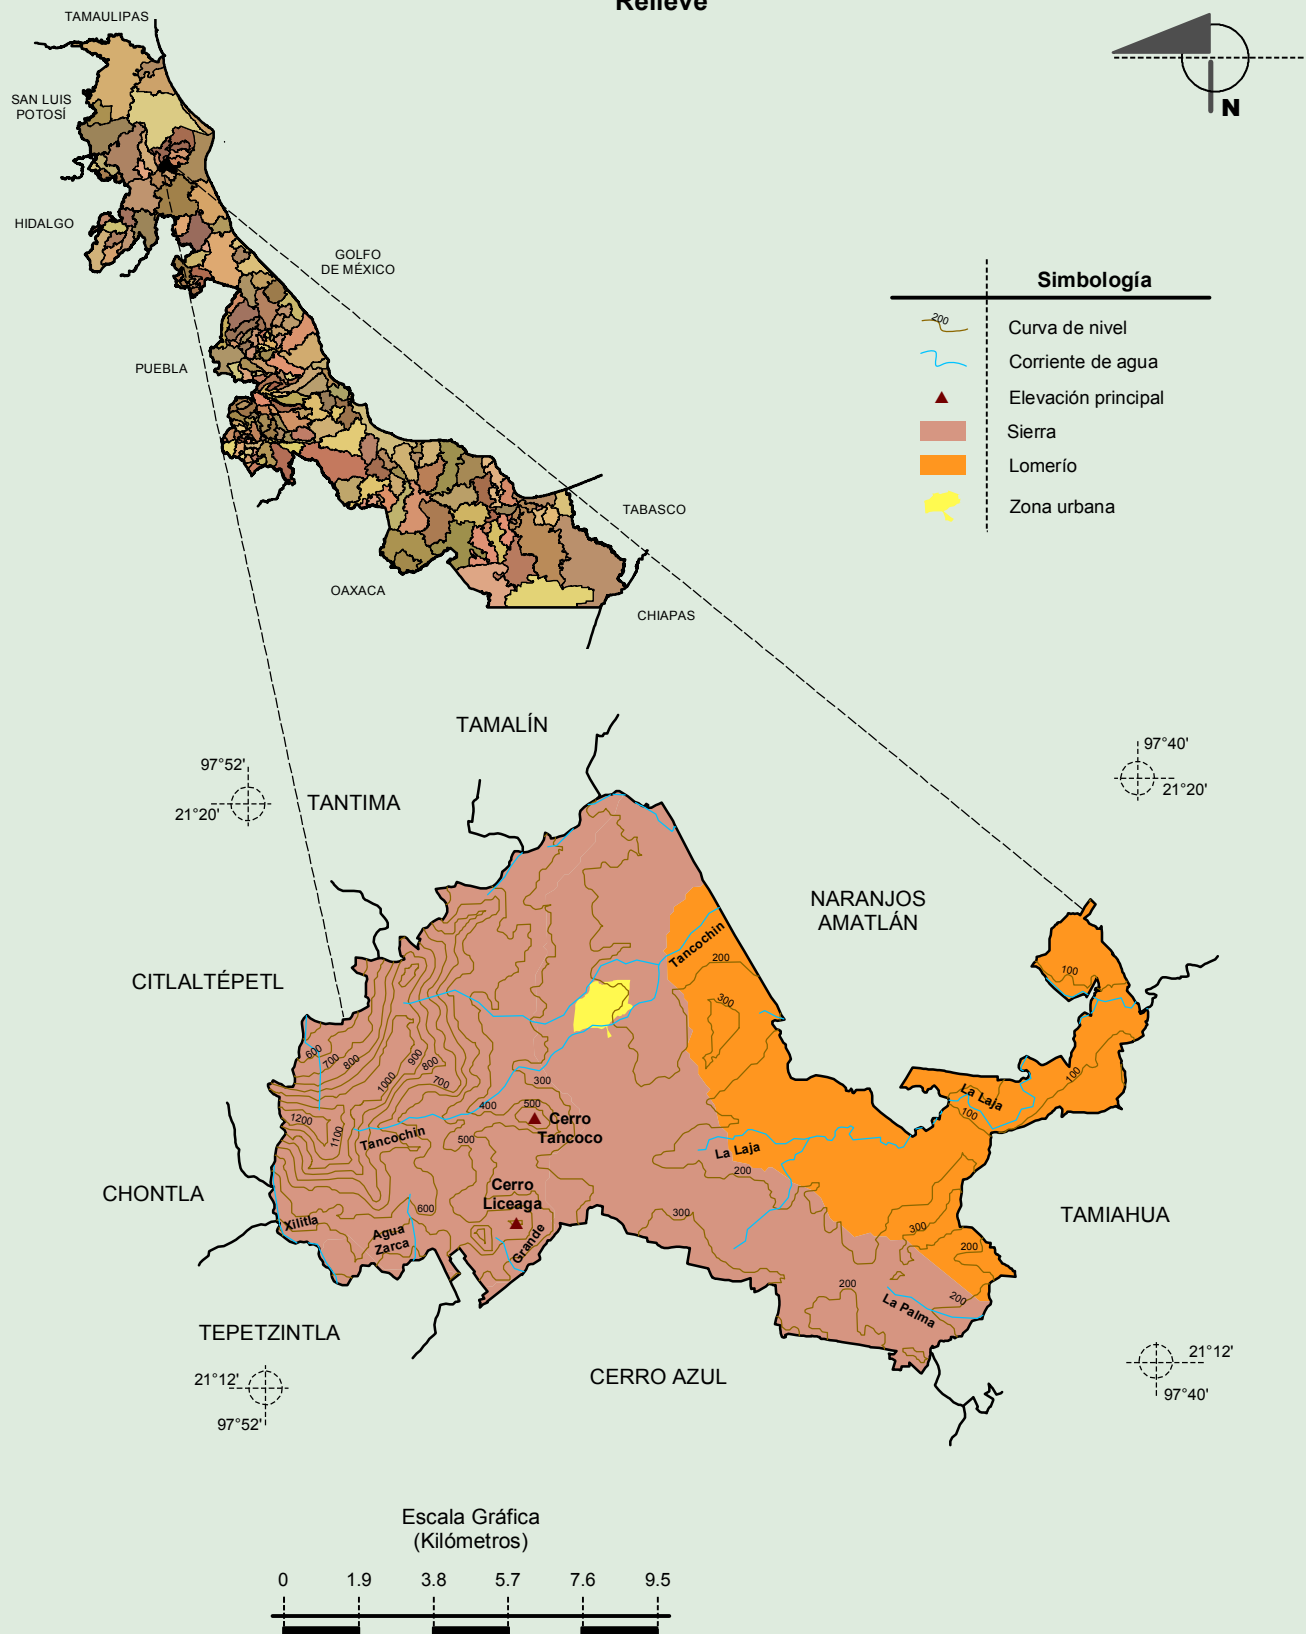 Relieve
TAMAULIPAS
SAN LUIS
POTOSÍ
HIDALGO
GOLFO
DE MÉXICO
PUEBLA
TABASCO
OAXACA
CHIAPAS
N
Simbología
200
Curva de nivel
Corriente de agua
Elevación principal
Sierra
Lomerío
Zona urbana
TAMALÍN
97°52'
21°20'
97°40'
21°20'
TANTIMA
NARANJOS
AMATLÁN
CITLALTÉPETL
Tancochin
200
300
100
600
700
800
1000
900
800
700
300
400
500
1200
1100
Tancochin
500
Cerro
Tancoco
La Laja
100
100
La Laja
200
Cerro
Liceaga
CHONTLA
TAMIAHUA
Xilitla
Agua
Zarca
600
Grande
300
300
200
200
200
La Palma
TEPETZINTLA
CERRO AZUL
21°12'
97°52'
21°12'
97°40'
Escala Gráfica
(Kilómetros)
0 1.9 3.8 5.7 7.6 9.5